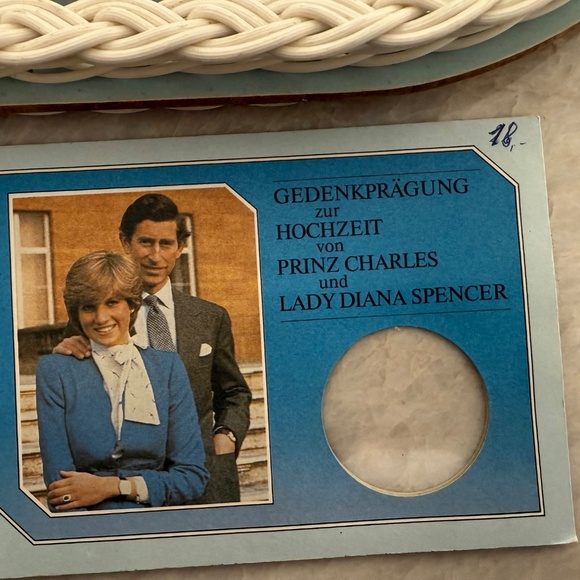 18,-
GEDENKPRÄGUNG
zur
HOCHZEIT
von
PRINZ CHARLES
und
LADY DIANA SPENCER